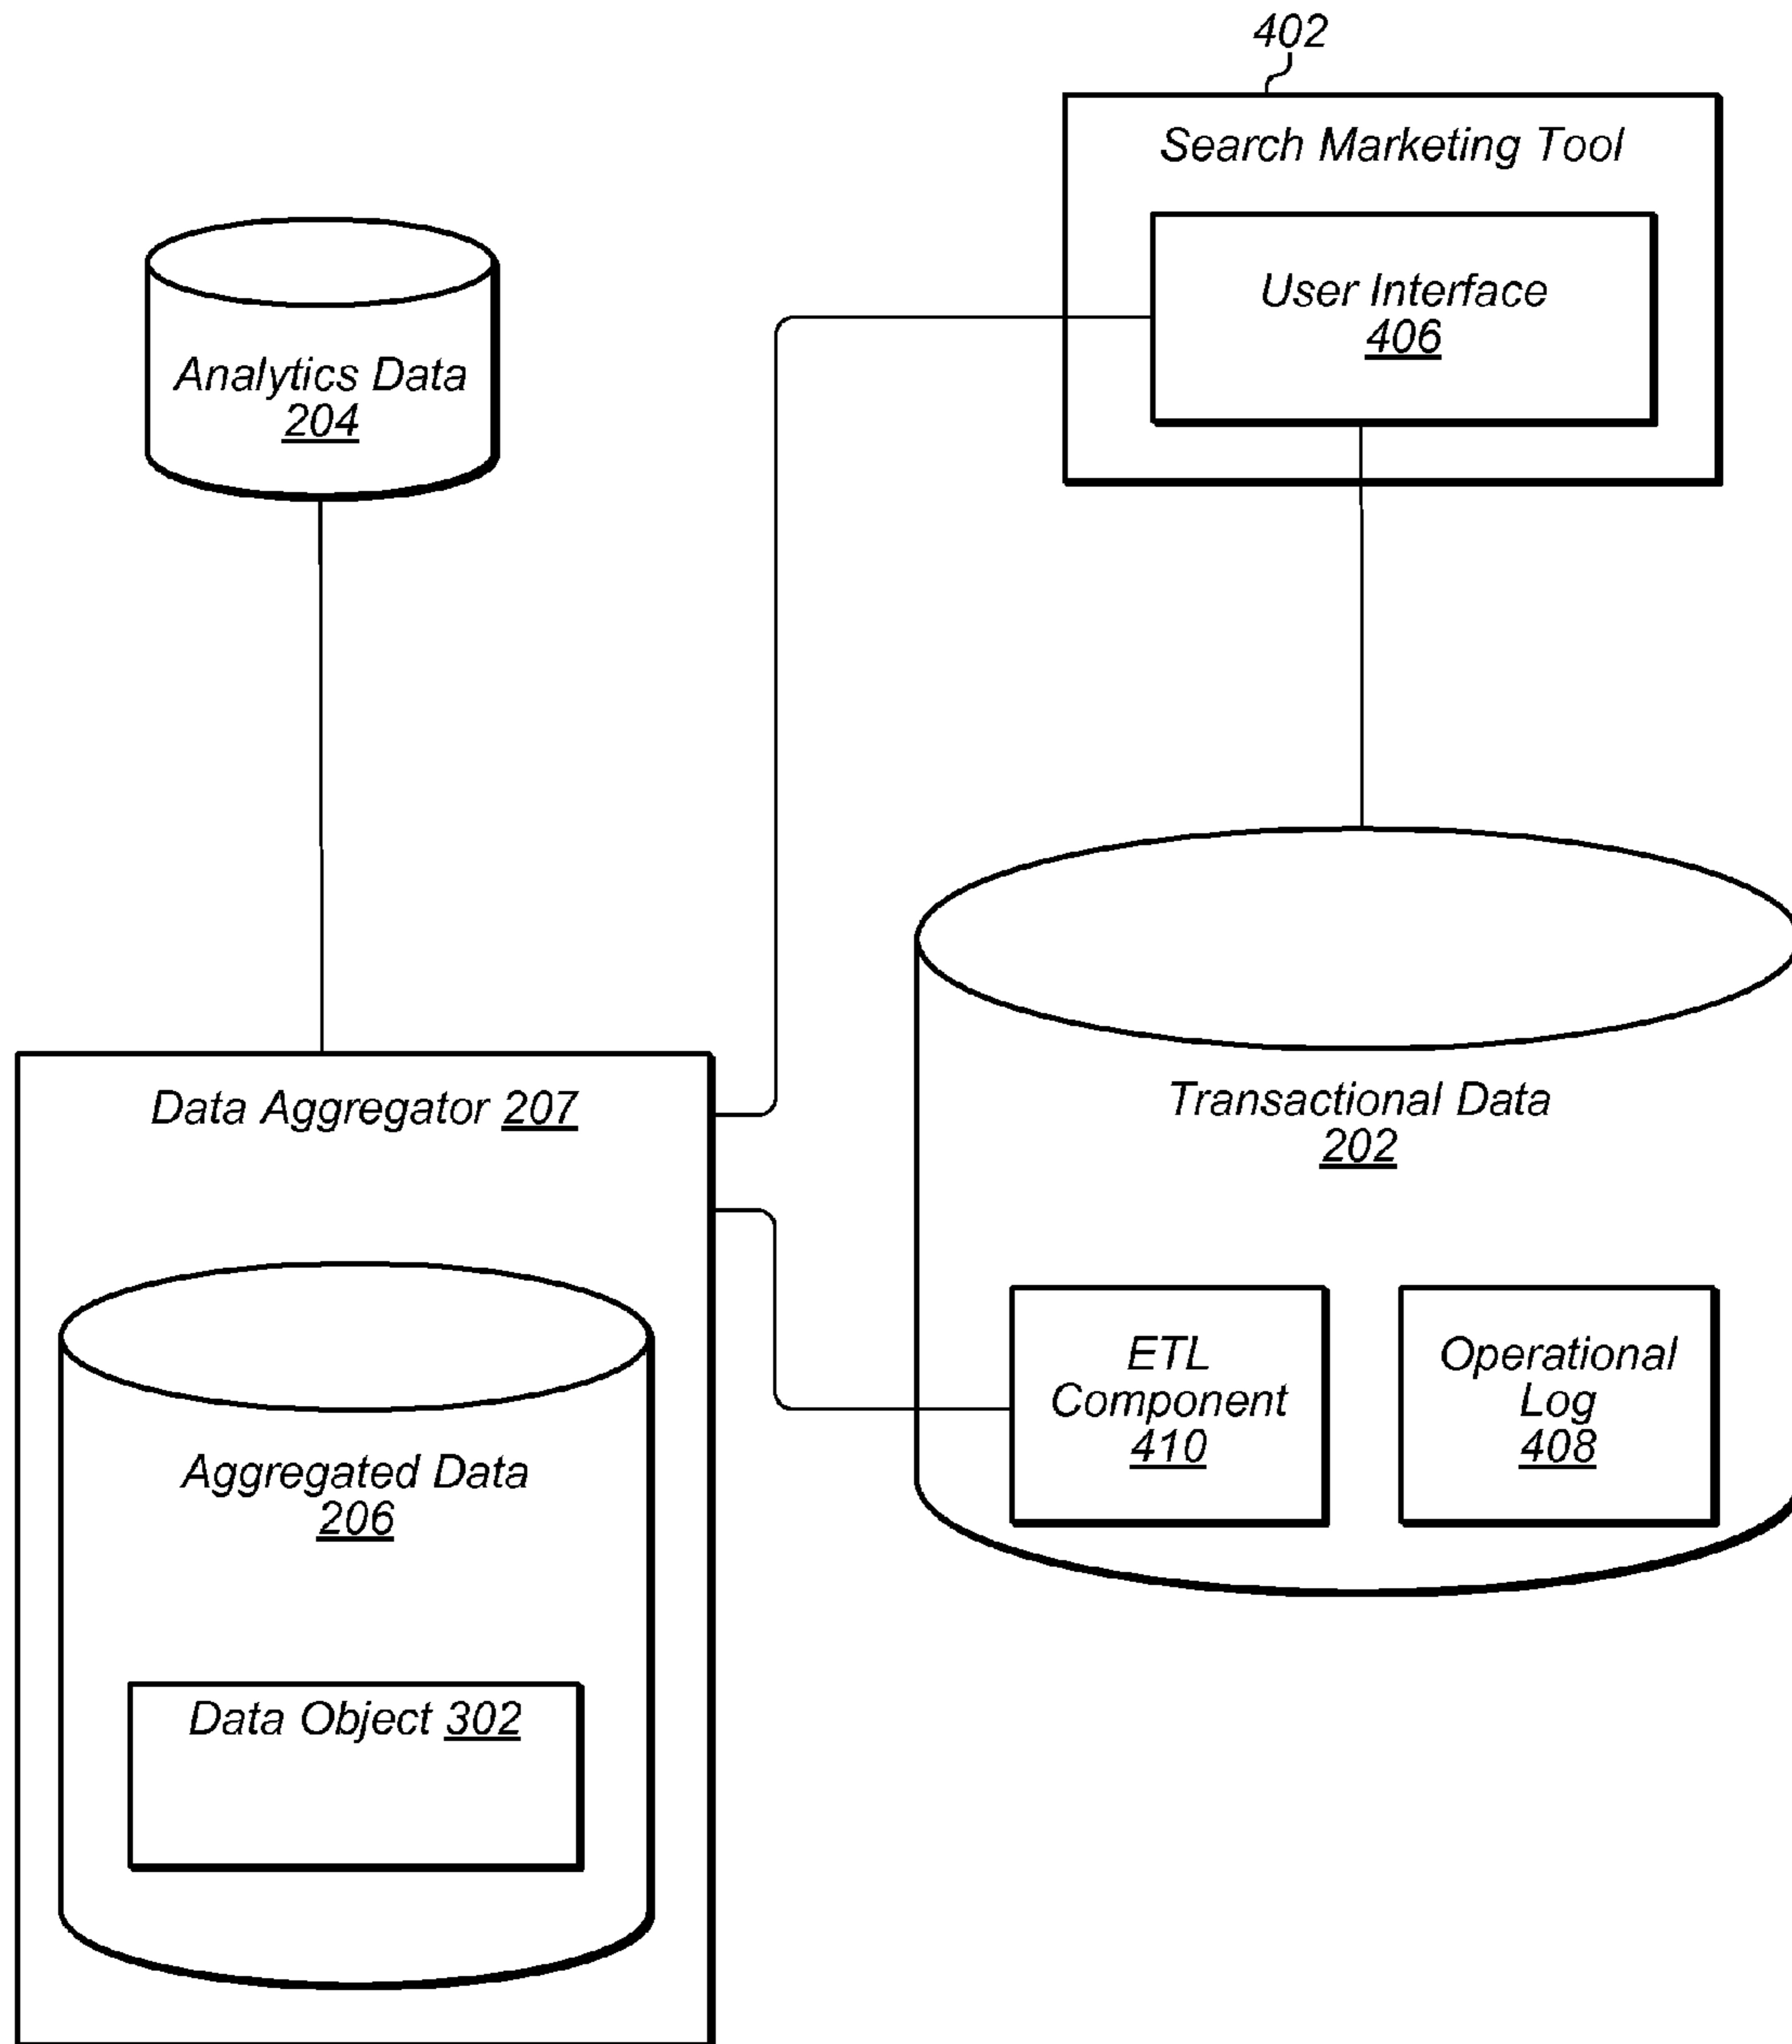 402
Search Marketing Tool
User Interface
406
Analytics Data
204
Data Aggregator 207
Transactional Data
202
ETL
Component
410
Operational
Log
408
Aggregated Data
206
Data Object 302